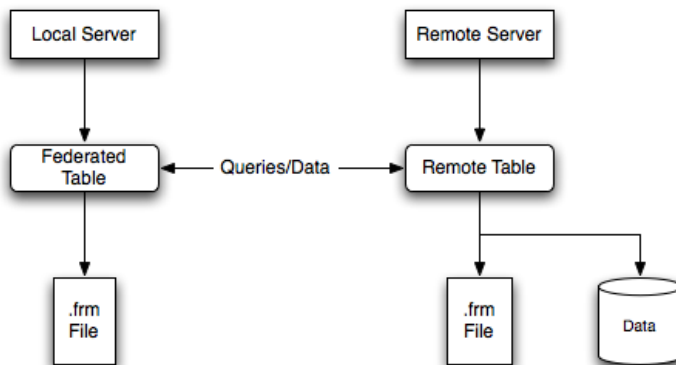 Local Server
Remote Server
Federated
Table
Queries/Data
Remote Table
.frm
File
.frm
File
Data